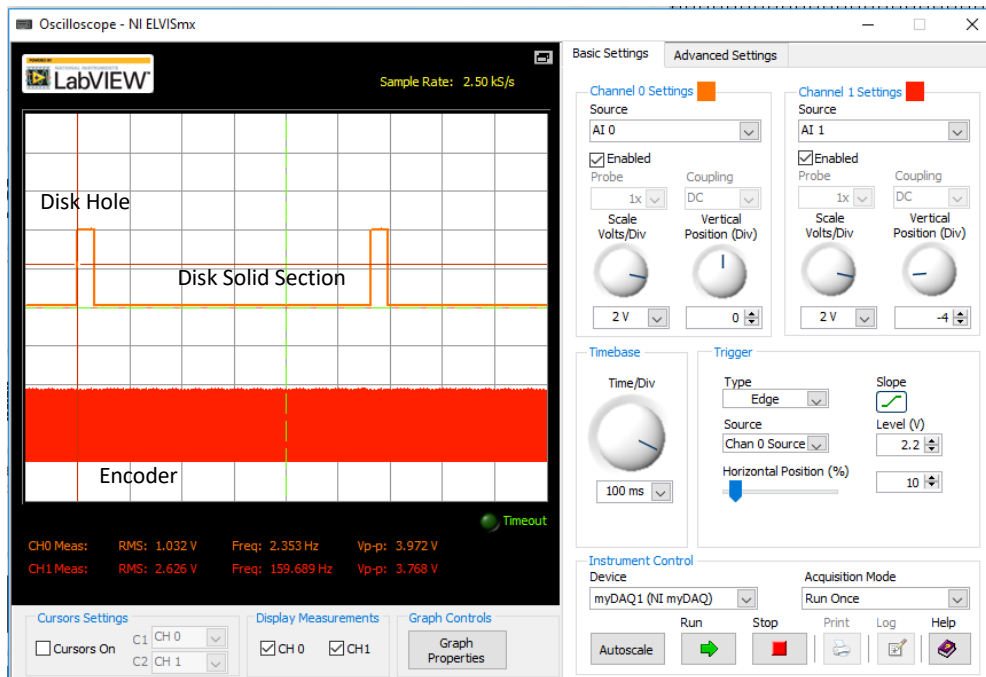 Oscilloscope - NI ELVISmx
POWERED BY
NATIONAL INSTRUMENTS
LabVIEW
Sample Rate: 2.50 kS/s
Disk Hole
Disk Solid Section
Encoder
Timeout
CH0 Meas: RMS: 1.032 V Freq: 2.353 Hz Vp-p: 3.972 V
CH1 Meas: RMS: 2.626 V Freq: 159.689 Hz Vp-p: 3.768 V
Cursors Settings
Cursors On
C1 CH 0
C2 CH 1
Display Measurements
CH 0 CH1
Graph Controls
Graph
Properties
Basic Settings Advanced Settings
Channel 0 Settings
Source
AI 0
Enabled
Probe Coupling
1x DC
Scale Vertical
Volts/Div Position (Div)
2 V 0
Channel 1 Settings
Source
AI 1
Enabled
Probe Coupling
1x DC
Scale Vertical
Volts/Div Position (Div)
2 V -4
Timebase
Time/Div
100 ms
Trigger
Type Slope
Edge
Source Level (V)
Chan 0 Source 2.2
Horizontal Position (%)
10
Instrument Control
Device Acquisition Mode
myDAQ1 (NI myDAQ) Run Once
Run Stop Print Log Help
Autoscale